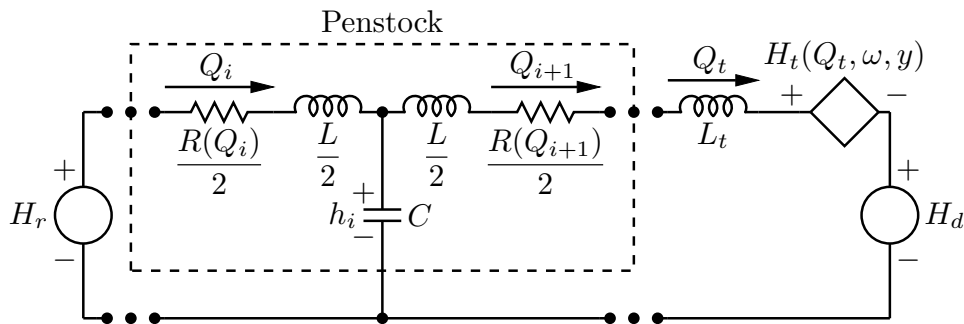 Penstock
Q_i Q_{i+1} Q_t H_t(Q_t, ω, y)
+ −
R(Q_i)/2 L/2 L/2 R(Q_{i+1})/2 L_t
+ + +
H_r h_i C H_d
− − −